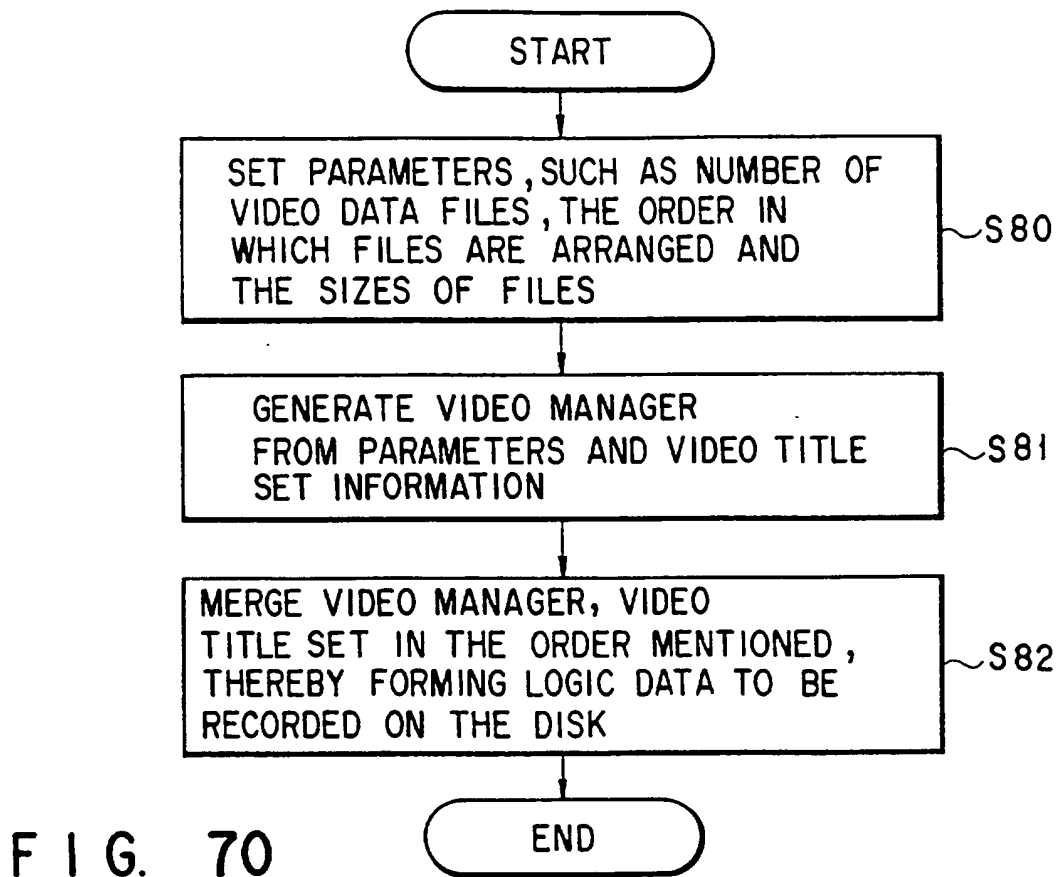 START
SET PARAMETERS, SUCH AS NUMBER OF
VIDEO DATA FILES, THE ORDER IN
WHICH FILES ARE ARRANGED AND
THE SIZES OF FILES
S80
GENERATE VIDEO MANAGER
FROM PARAMETERS AND VIDEO TITLE
SET INFORMATION
S81
MERGE VIDEO MANAGER, VIDEO
TITLE SET IN THE ORDER MENTIONED,
THEREBY FORMING LOGIC DATA TO BE
RECORDED ON THE DISK
S82
END
FIG. 70